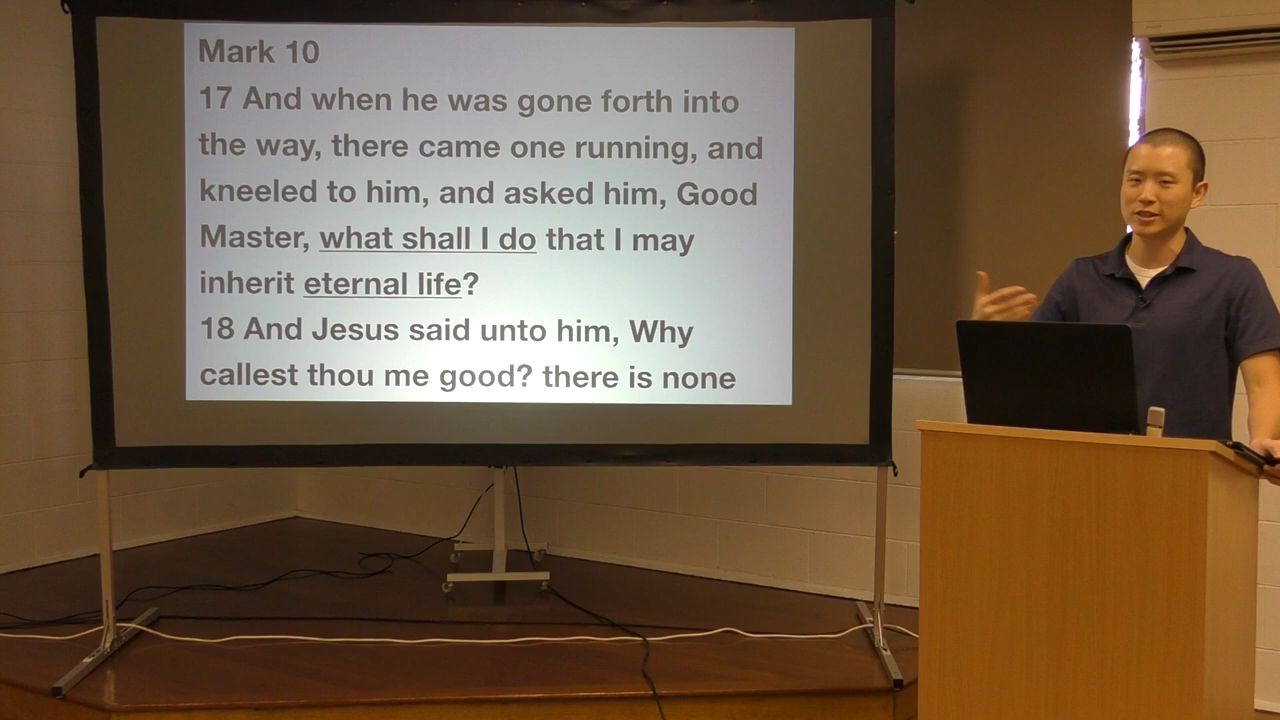 Mark 10
17 And when he was gone forth into
the way, there came one running, and
kneeled to him, and asked him, Good
Master, what shall I do that I may
inherit eternal life?
18 And Jesus said unto him, Why
callest thou me good? there is none